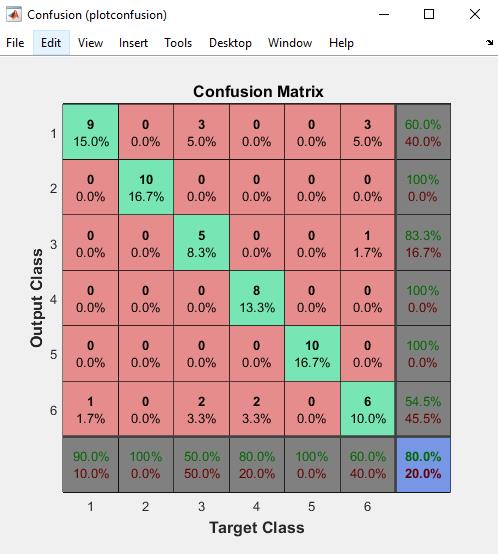 Confusion (plotconfusion)
File Edit View Insert Tools Desktop Window Help
Confusion Matrix
Output Class
1 9 0 3 0 0 3 60.0%
15.0% 0.0% 5.0% 0.0% 0.0% 5.0% 40.0%
2 0 10 0 0 0 0 100%
0.0% 16.7% 0.0% 0.0% 0.0% 0.0% 0.0%
3 0 0 5 0 0 1 83.3%
0.0% 0.0% 8.3% 0.0% 0.0% 1.7% 16.7%
4 0 0 0 8 0 0 100%
0.0% 0.0% 0.0% 13.3% 0.0% 0.0% 0.0%
5 0 0 0 0 10 0 100%
0.0% 0.0% 0.0% 0.0% 16.7% 0.0% 0.0%
6 1 0 2 2 0 6 54.5%
1.7% 0.0% 3.3% 3.3% 0.0% 10.0% 45.5%
90.0% 100% 50.0% 80.0% 100% 60.0% 80.0%
10.0% 0.0% 50.0% 20.0% 0.0% 40.0% 20.0%
1 2 3 4 5 6
Target Class